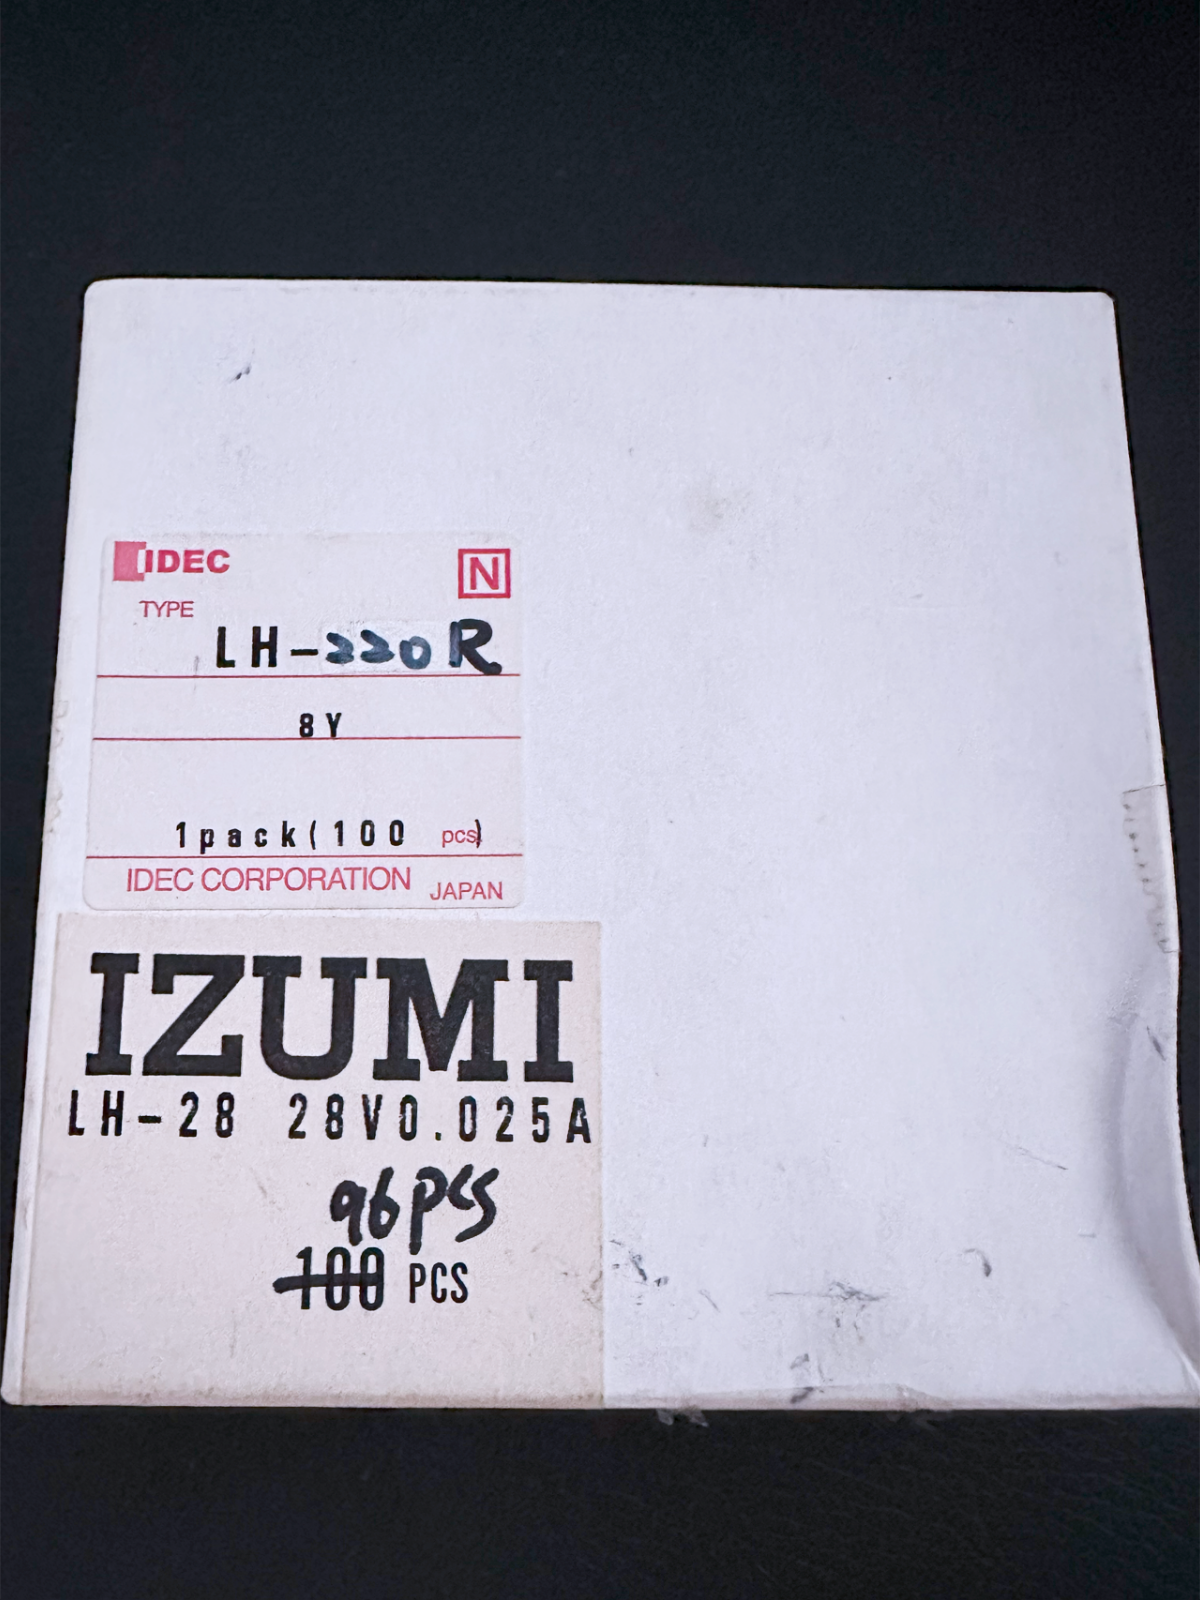 IDEC
N
TYPE
LH-220R
8Y
1pack(100 pcs)
IDEC CORPORATION JAPAN
IZUMI
LH-28 28V0.025A
96pcs
100 PCS